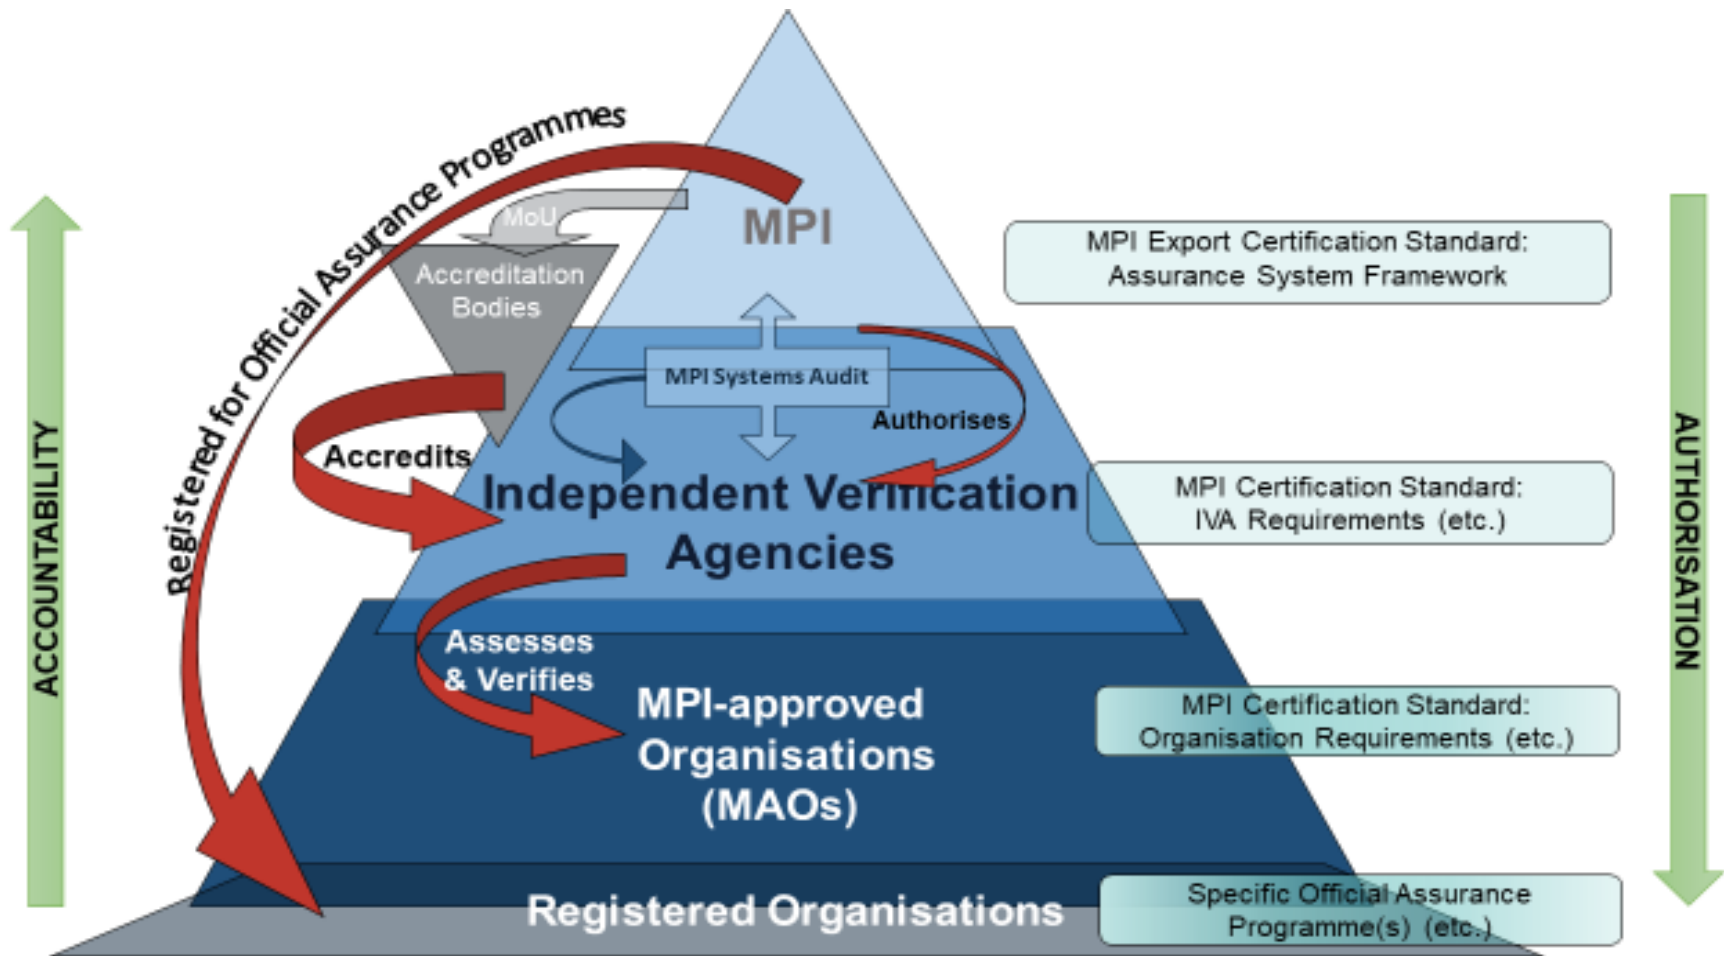 Registered for Official Assurance Programmes
MoU
MPI
Accreditation
Bodies
MPI Export Certification Standard:
Assurance System Framework
MPI Systems Audit
Authorises
Accredits
Independent Verification
Agencies
MPI Certification Standard:
IVA Requirements (etc.)
ACCOUNTABILITY
AUTHORISATION
Assesses
& Verifies
MPI-approved
Organisations
(MAOs)
MPI Certification Standard:
Organisation Requirements (etc.)
Registered Organisations
Specific Official Assurance
Programme(s) (etc.)